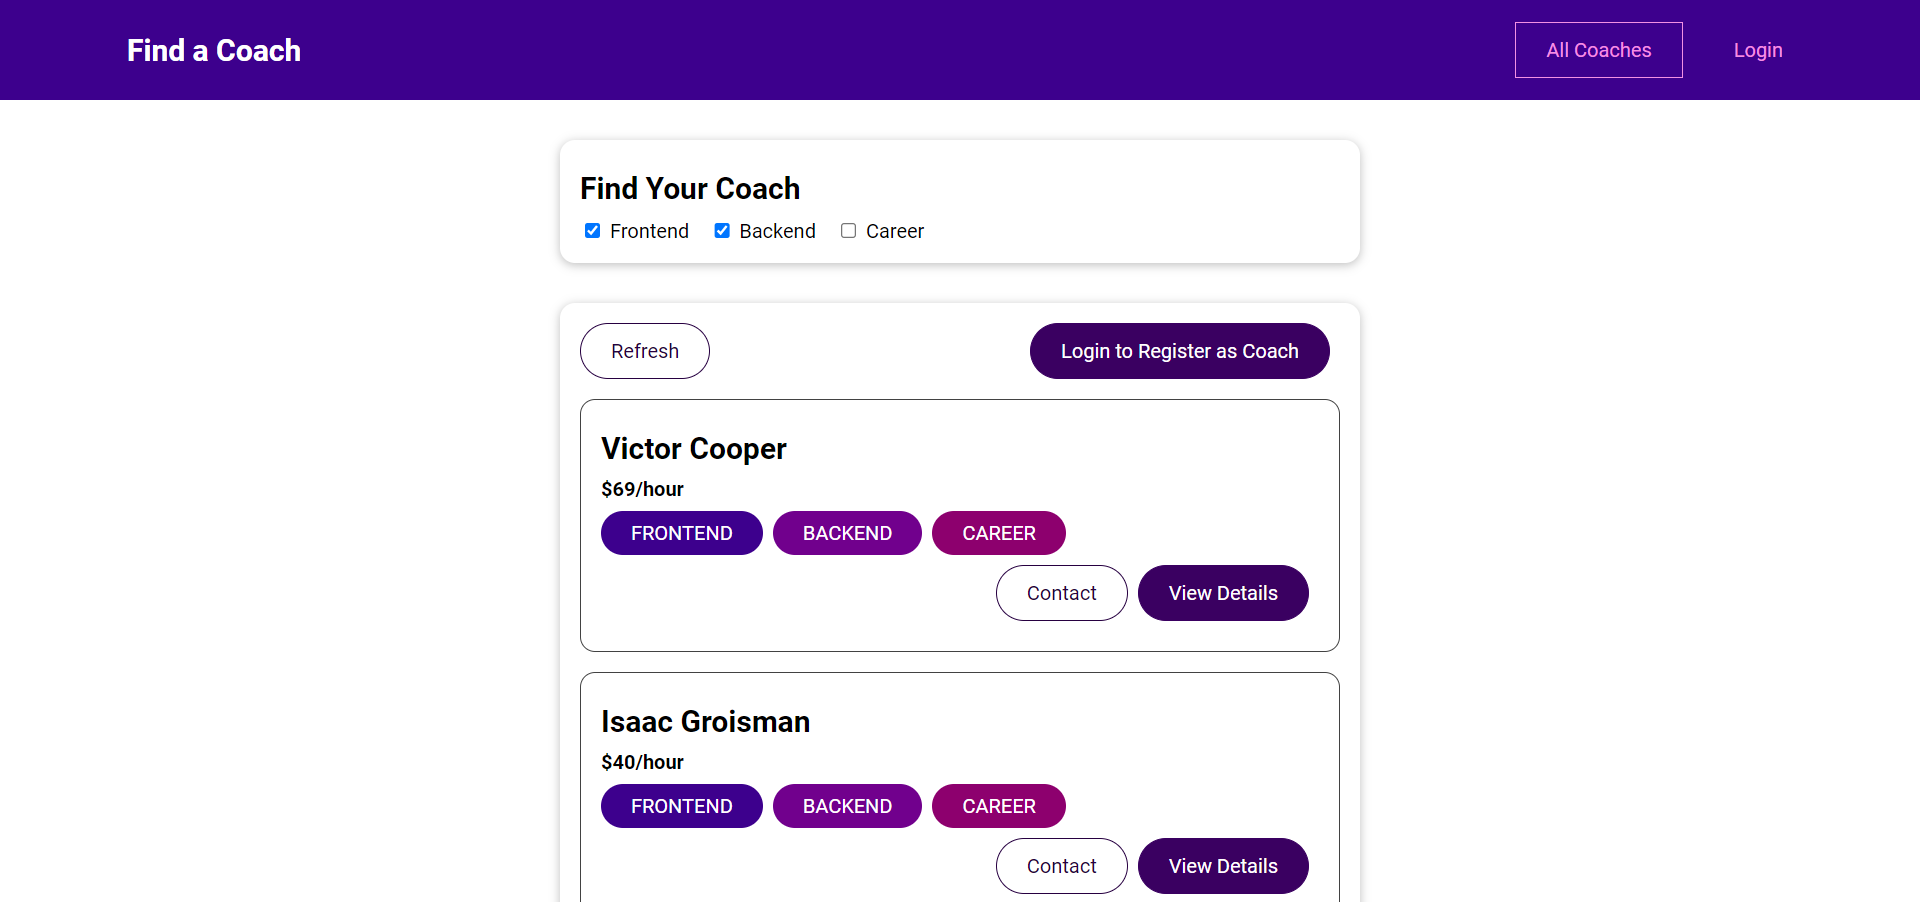 Find a Coach
All Coaches Login
Find Your Coach
Frontend Backend Career
Refresh Login to Register as Coach
Victor Cooper
$69/hour
FRONTEND BACKEND CAREER
Contact View Details
Isaac Groisman
$40/hour
FRONTEND BACKEND CAREER
Contact View Details